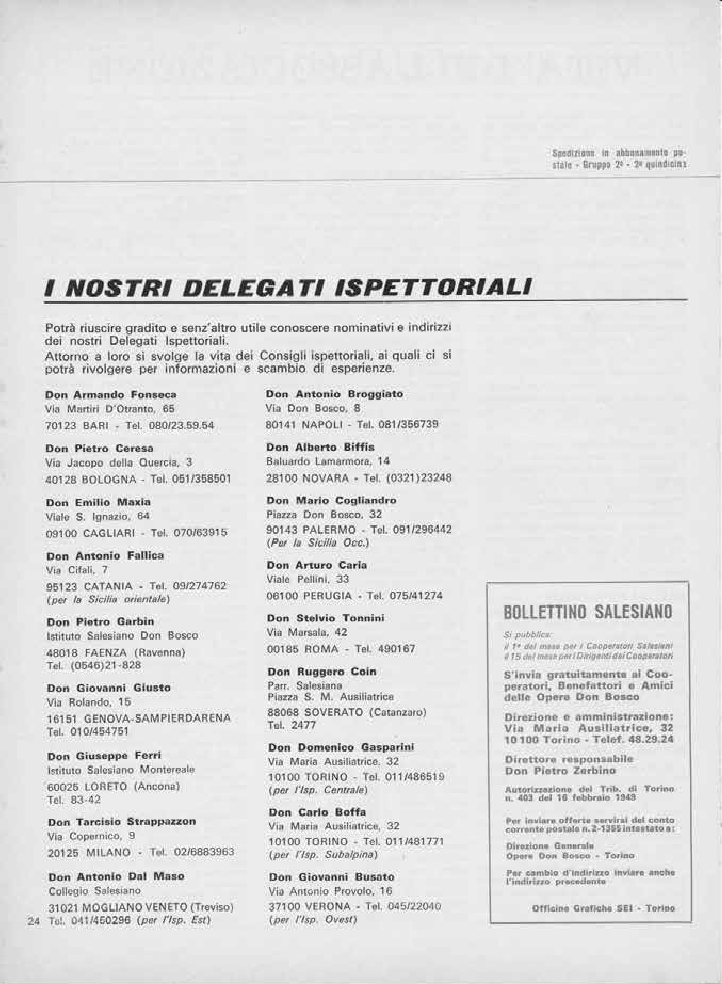 Spedizione in abbonamento po-
stale - Gruppo 2º - 2ª quindicina
I NOSTRI DELEGATI ISPETTORIALI
Potrà riuscire gradito e senz'altro utile conoscere nominativi e indirizzi
dei nostri Delegati Ispettoriali.
Attorno a loro si svolge la vita dei Consigli ispettoriali, ai quali ci si
potrà rivolgere per informazioni e scambio di esperienze.
Don Armando Fonseca
Via Martiri D'Otranto, 65
70123 BARI - Tel. 080/23.59.54
Don Pietro Ceresa
Via Jacopo della Quercia, 3
40128 BOLOGNA - Tel. 051/358501
Don Emilio Maxia
Viale S. Ignazio, 64
09100 CAGLIARI - Tel. 070/63915
Don Antonio Fallica
Via Cifali, 7
95123 CATANIA - Tel. 09/274762
(per la Sicilia orientale)
Don Pietro Garbin
Istituto Salesiano Don Bosco
48018 FAENZA (Ravenna)
Tel. (0546)21-828
Don Giovanni Giusto
Via Rolando, 15
16151 GENOVA-SAMPIERDARENA
Tel. 010/454751
Don Giuseppe Ferri
Istituto Salesiano Montereale
60025 LORETO (Ancona)
Tel. 83-42
Don Tarcisio Strappazzon
Via Copernico, 9
20125 MILANO - Tel. 02/6883963
Don Antonio Dal Maso
Collegio Salesiano
31021 MOGLIANO VENETO (Treviso)
Tel. 041/450296 (per l'Isp. Est)
Don Antonio Broggiato
Via Don Bosco, 8
80141 NAPOLI - Tel. 081/356739
Don Alberto Biffis
Baluardo Lamarmora, 14
28100 NOVARA - Tel. (0321)23248
Don Mario Cogliandro
Piazza Don Bosco, 32
90143 PALERMO - Tel. 091/296442
(Per la Sicilia Occ.)
Don Arturo Caria
Viale Pellini, 33
06100 PERUGIA - Tel. 075/41274
Don Stelvio Tonnini
Via Marsala, 42
00185 ROMA - Tel. 490167
Don Ruggero Coin
Parr. Salesiana
Piazza S. M. Ausiliatrice
88068 SOVERATO (Catanzaro)
Tel. 2477
Don Domenico Gasparini
Via Maria Ausiliatrice, 32
10100 TORINO - Tel. 011/486519
(per l'Isp. Centrale)
Don Carlo Boffa
Via Maria Ausiliatrice, 32
10100 TORINO - Tel. 011/481771
(per l'Isp. Subalpina)
Don Giovanni Busato
Via Antonio Provolo, 16
37100 VERONA - Tel. 045/22040
(per l'Isp. Ovest)
BOLLETTINO SALESIANO
Si pubblica:
il 1º del mese per i Cooperatori Salesiani
il 15 del mese per i Dirigenti dei Cooperatori
S'invia gratuitamente ai Coo-
peratori, Benefattori e Amici
delle Opere Don Bosco
Direzione e amministrazione:
Via Maria Ausiliatrice, 32
10100 Torino - Telef. 48.29.24
Direttore responsabile
Don Pietro Zerbino
Autorizzazione del Trib. di Torino
n. 403 del 16 febbraio 1949
Per inviare offerte servirsi del conto
corrente postale n. 2-1355 intestato a:
Direzione Generale
Opere Don Bosco - Torino
Per cambio d'indirizzo inviare anche
l'indirizzo precedente
Officine Grafiche SEI - Torino
24